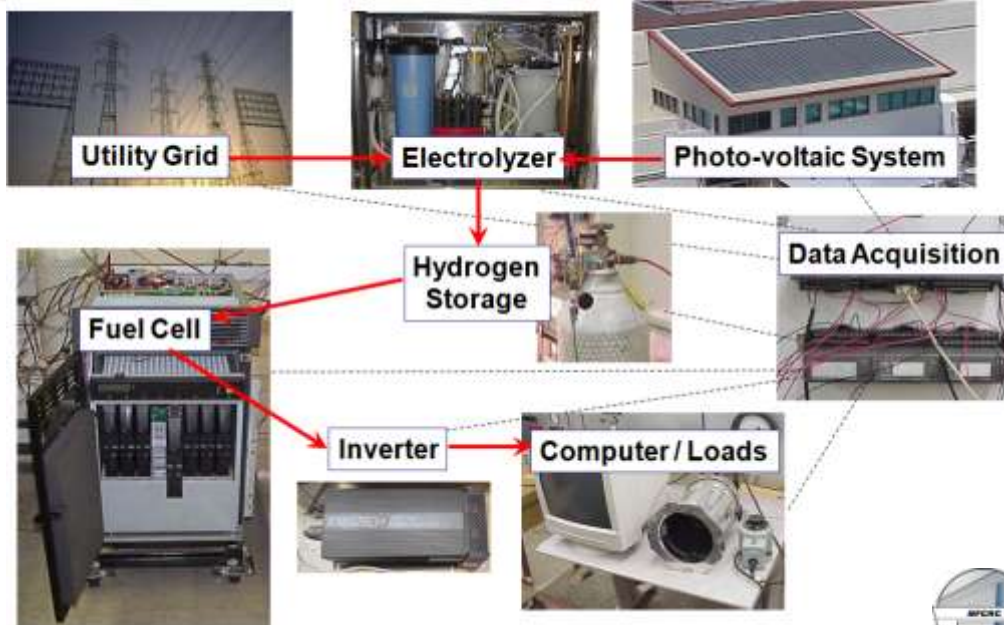 Utility Grid
Electrolyzer
Photo-voltaic System
Hydrogen
Storage
Data Acquisition
Fuel Cell
Inverter
Computer / Loads